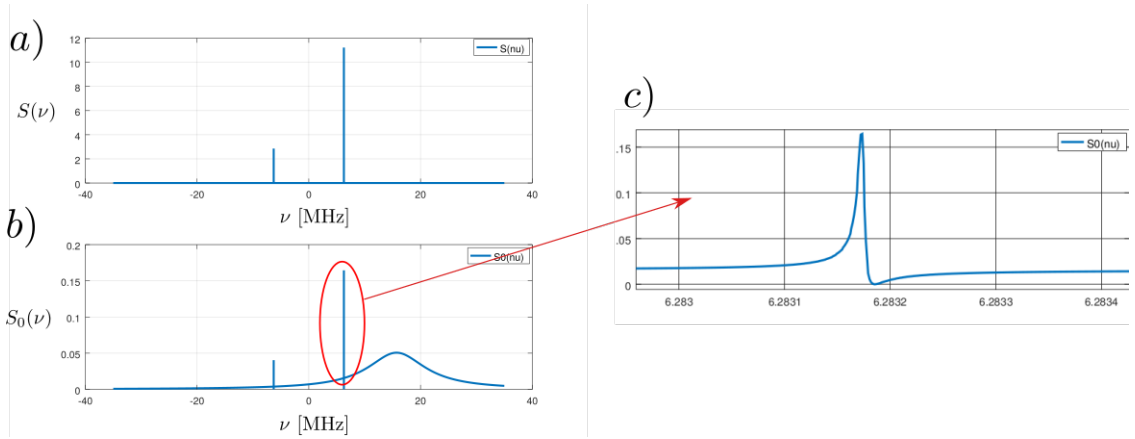 a)
S(ν)
12
10
8
6
4
2
0
S(nu)
-40 -20 0 20 40
ν [MHz]
b)
S₀(ν)
0.2
0.15
0.1
0.05
0
S0(nu)
-40 -20 0 20 40
ν [MHz]
c)
.15
0.1
.05
0
S0(nu)
6.283 6.2831 6.2832 6.2833 6.2834